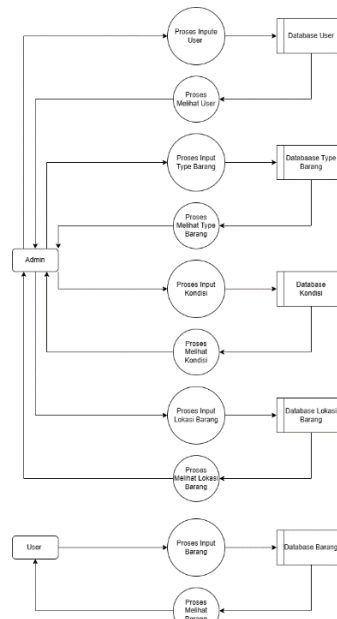 Proses Inpute
User
Database User
Proses
Melihat User
Proses Input
Type Barang
Databaase Type
Barang
Proses
Melihat Type
Barang
Admin
Proses Input
Kondisi
Database
Kondisi
Proses
Melihat
Kondisi
Proses Input
Lokasi Barang
Database Lokasi
Barang
Proses
Melihat Lokasi
Barang
User
Proses Input
Barang
Database Barang
Proses
Melihat
Barang